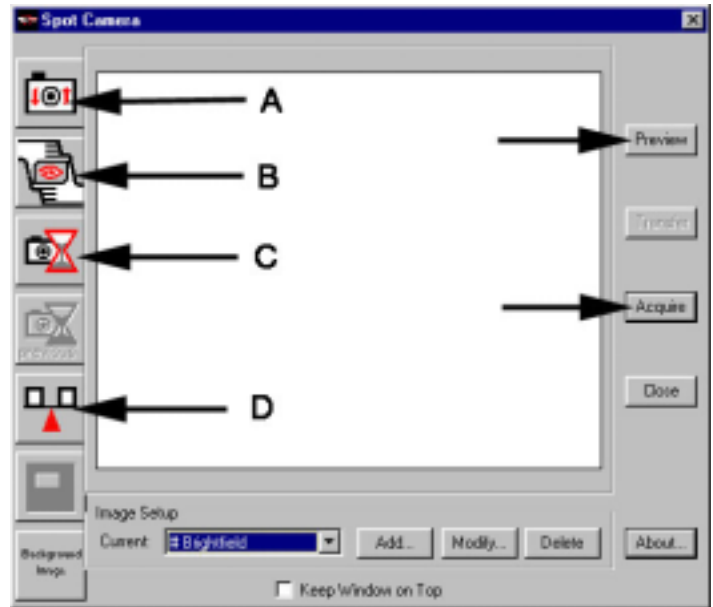 Spot Camera
A
Preview
B
Transfer
C
Acquire
D
Close
Image Setup
Current: # Brightfield Add... Modify... Delete About...
Background
Image
Keep Window on Top